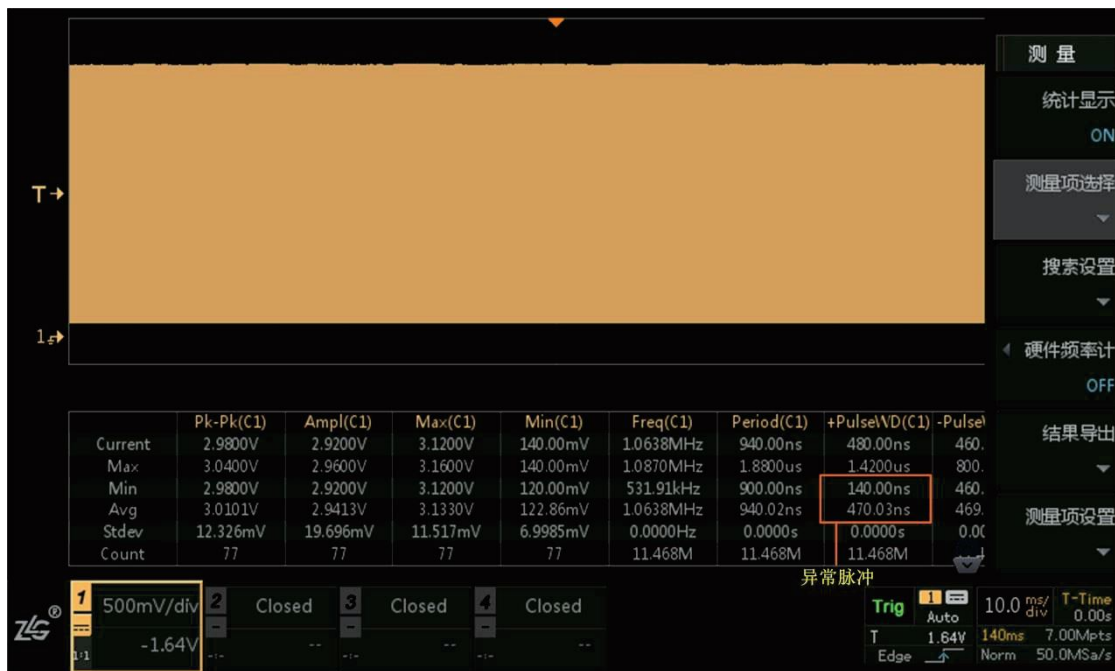 测 量
统计显示
ON
T
测量项选择
搜索设置
1
硬件频率计
OFF
Pk-Pk(C1) Ampl(C1) Max(C1) Min(C1) Freq(C1) Period(C1) +PulseWD(C1) -PulseW
Current 2.9800V 2.9200V 3.1200V 140.00mV 1.0638MHz 940.00ns 480.00ns 460.
Max 3.0400V 2.9600V 3.1600V 140.00mV 1.0870MHz 1.8800us 1.4200us 800.
Min 2.9800V 2.9200V 3.1200V 120.00mV 531.91kHz 900.00ns 140.00ns 460.
Avg 3.0101V 2.9413V 3.1330V 122.86mV 1.0638MHz 940.02ns 470.03ns 469.
Stdev 12.326mV 19.696mV 11.517mV 6.9985mV 0.0000Hz 0.0000s 0.0000s 0.00
Count 77 77 77 77 11.468M 11.468M 11.468M
结果导出
测量项设置
异常脉冲
ZLG®
1 500mV/div
-1.64V
1:1
2 Closed
-- -:-
3 Closed
-- -:-
4 Closed
-- -:-
Trig 1 Auto
T 1.64V
Edge
10.0 ms/div T-Time 0.00s
140ms 7.00Mpts
Norm 50.0MSa/s